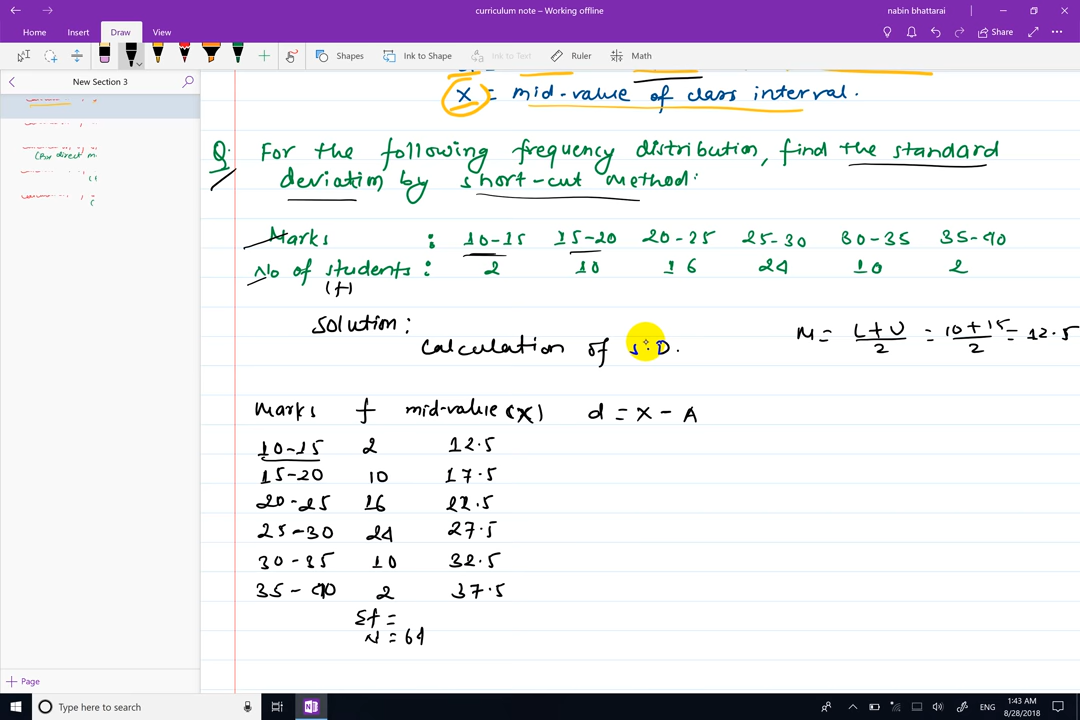 curriculum note – Working offline
nabin bhattarai
Home Insert Draw View
Share
Shapes Ink to Shape Ink to Text Ruler Math
New Section 3
(For direct m
X = mid-value of class interval.
Q. For the following frequency distribution, find the standard
deviation by short-cut method:
Marks : 10-15 15-20 20-25 25-30 30-35 35-40
No of students : 2 10 16 24 10 2
(f)
Solution:
Calculation of S.D.
M = L+U/2 = 10+15/2 = 12.5
Marks f mid-value(X) d = X - A
10-15 2 12.5
15-20 10 17.5
20-25 16 22.5
25-30 24 27.5
30-35 10 32.5
35-40 2 37.5
Σf =
N = 64
+ Page
Type here to search
ENG
1:43 AM
8/28/2018